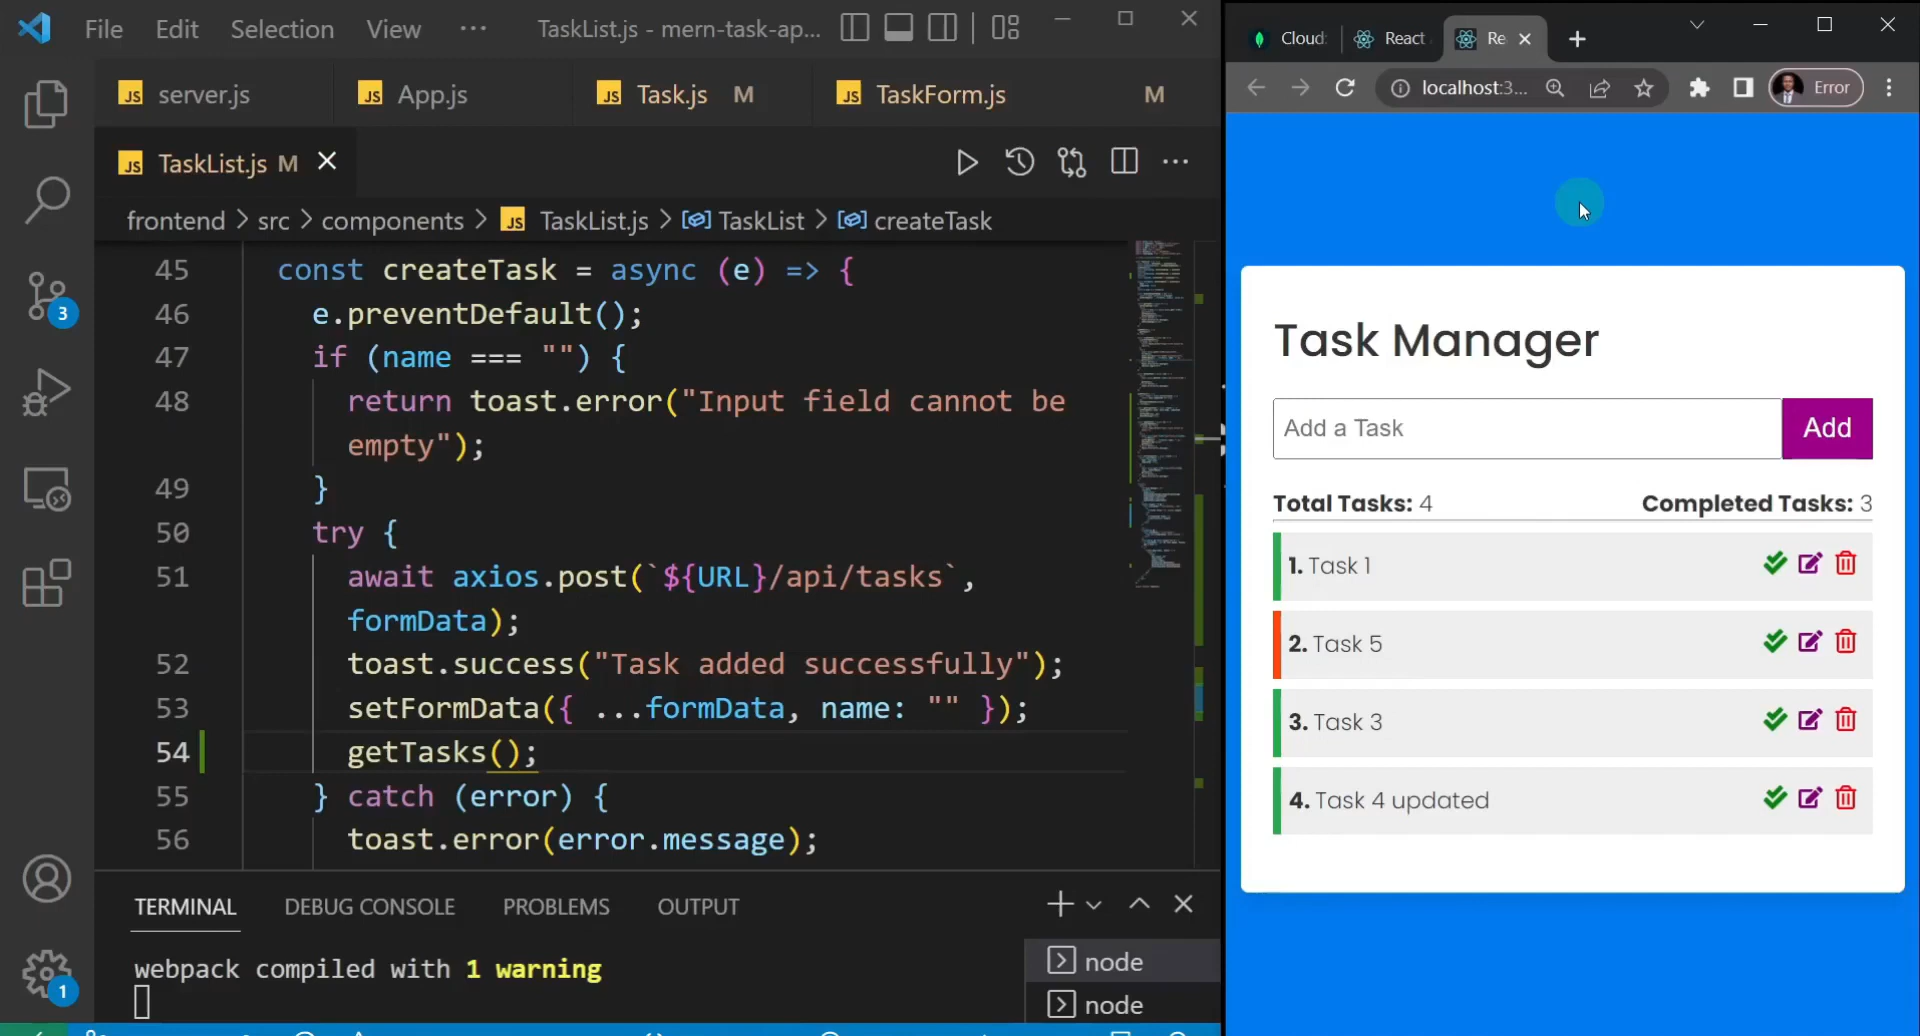 File Edit Selection View ··· TaskList.js - mern-task-ap...
server.js App.js Task.js M TaskForm.js M
TaskList.js M
frontend > src > components > TaskList.js > TaskList > createTask
45 const createTask = async (e) => {
46 e.preventDefault();
47 if (name === "") {
48 return toast.error("Input field cannot be
empty");
49 }
50 try {
51 await axios.post(`${URL}/api/tasks`,
formData);
52 toast.success("Task added successfully");
53 setFormData({ ...formData, name: "" });
54 getTasks();
55 } catch (error) {
56 toast.error(error.message);
3
1
TERMINAL DEBUG CONSOLE PROBLEMS OUTPUT
webpack compiled with 1 warning
node
node
Cloud: React Re
localhost:3... Error
Task Manager
Add a Task Add
Total Tasks: 4 Completed Tasks: 3
1. Task 1
2. Task 5
3. Task 3
4. Task 4 updated